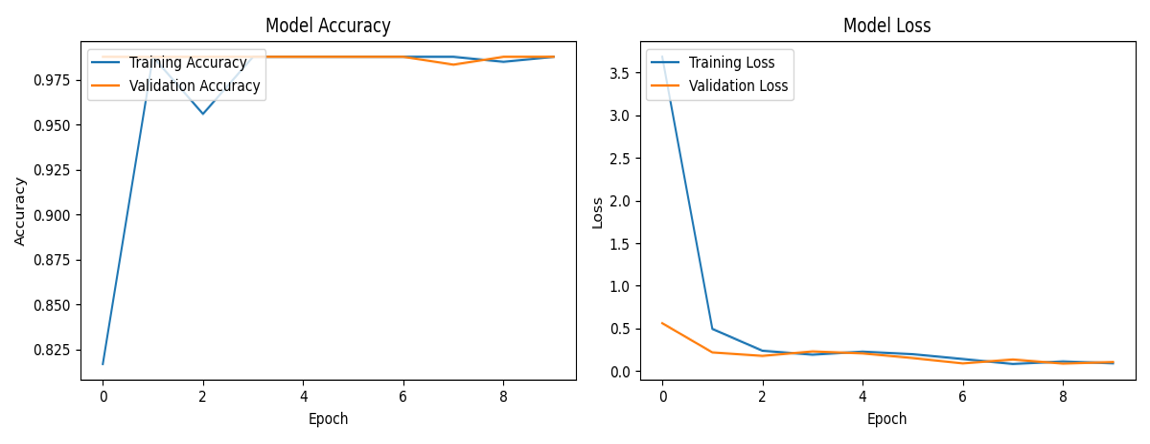 Model Accuracy
Training Accuracy
Validation Accuracy
0.975
0.950
0.925
0.900
0.875
0.850
0.825
Accuracy
0 2 4 6 8
Epoch
Model Loss
Training Loss
Validation Loss
3.5
3.0
2.5
2.0
1.5
1.0
0.5
0.0
Loss
0 2 4 6 8
Epoch